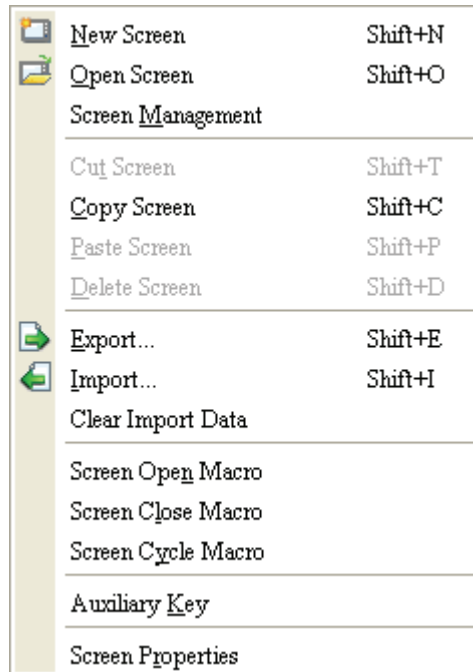 New Screen Shift+N
Open Screen Shift+O
Screen Management
Cut Screen Shift+T
Copy Screen Shift+C
Paste Screen Shift+P
Delete Screen Shift+D
Export... Shift+E
Import... Shift+I
Clear Import Data
Screen Open Macro
Screen Close Macro
Screen Cycle Macro
Auxiliary Key
Screen Properties